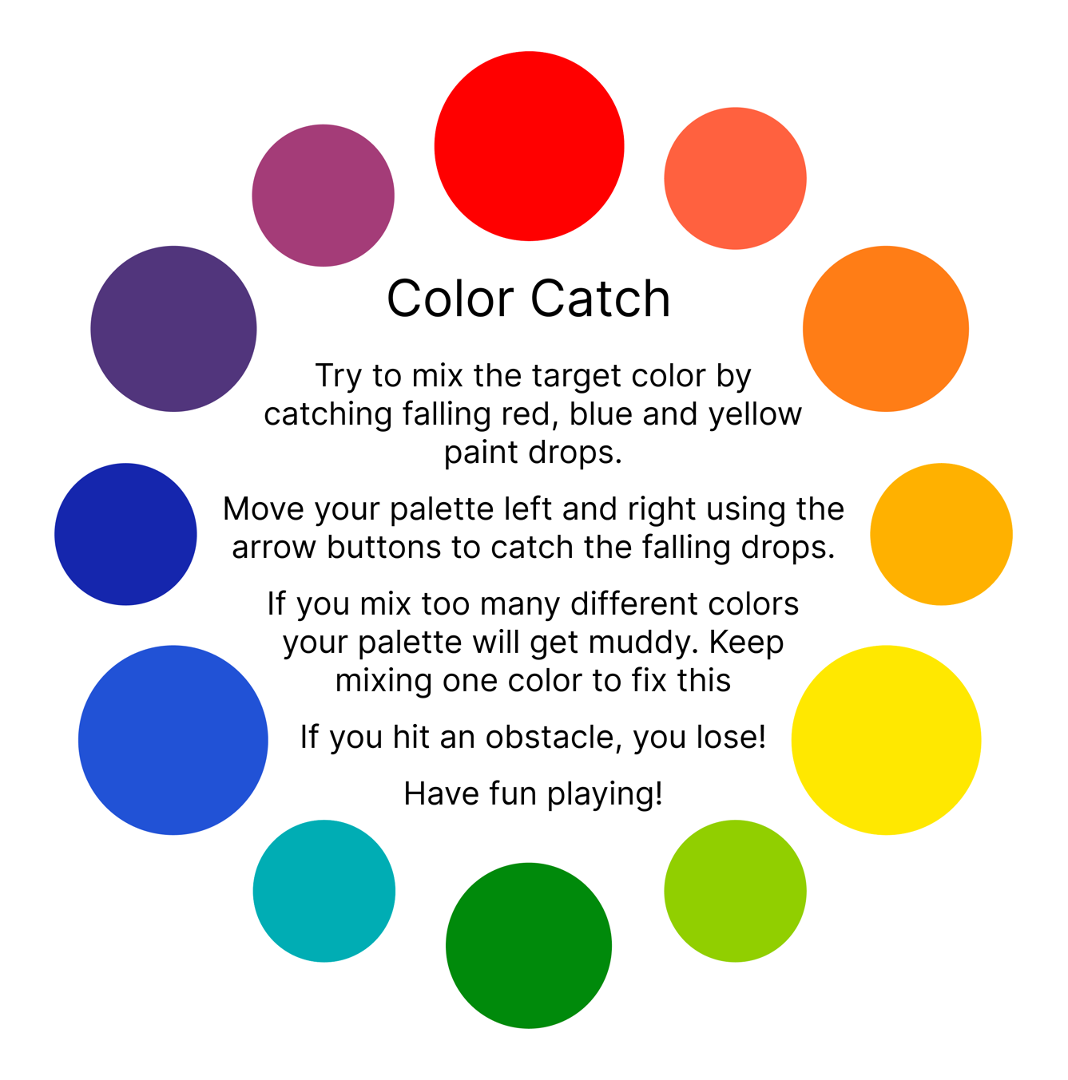 Color Catch
Try to mix the target color by
catching falling red, blue and yellow
paint drops.
Move your palette left and right using the
arrow buttons to catch the falling drops.
If you mix too many different colors
your palette will get muddy. Keep
mixing one color to fix this
If you hit an obstacle, you lose!
Have fun playing!